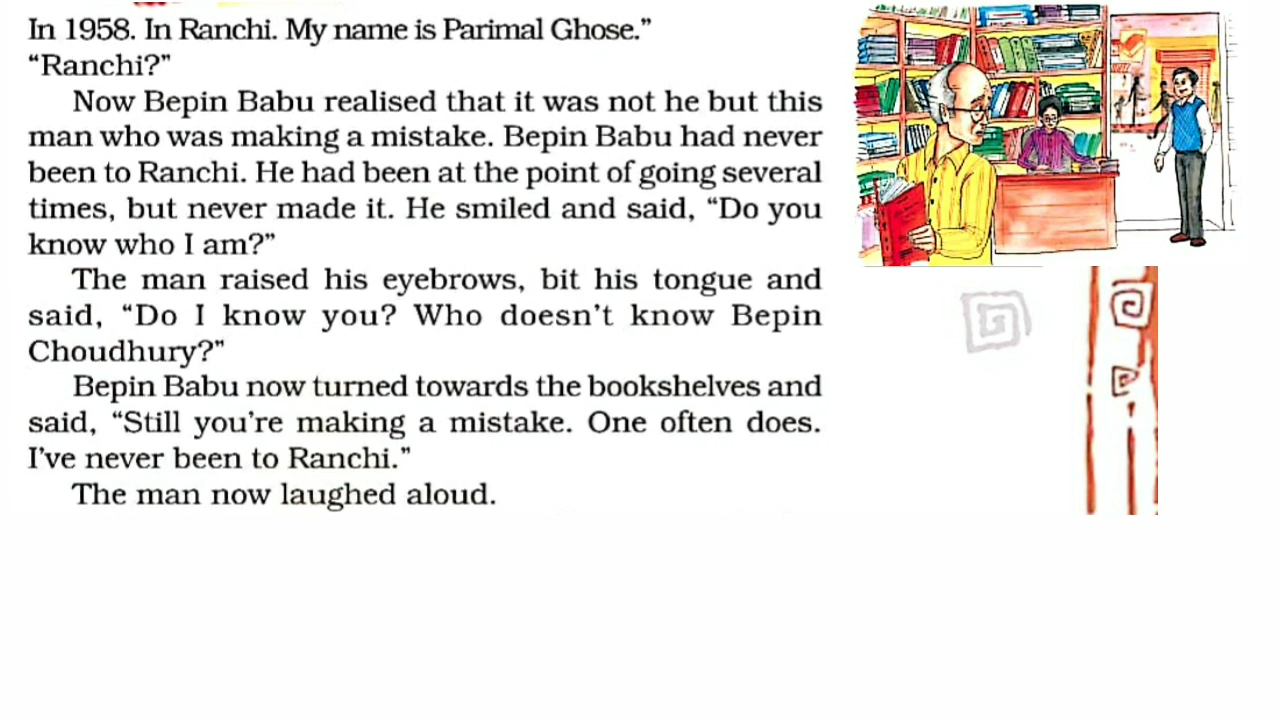 In 1958. In Ranchi. My name is Parimal Ghose.”
“Ranchi?”
Now Bepin Babu realised that it was not he but this
man who was making a mistake. Bepin Babu had never
been to Ranchi. He had been at the point of going several
times, but never made it. He smiled and said, “Do you
know who I am?”
The man raised his eyebrows, bit his tongue and
said, “Do I know you? Who doesn’t know Bepin
Choudhury?”
Bepin Babu now turned towards the bookshelves and
said, “Still you’re making a mistake. One often does.
I’ve never been to Ranchi.”
The man now laughed aloud.